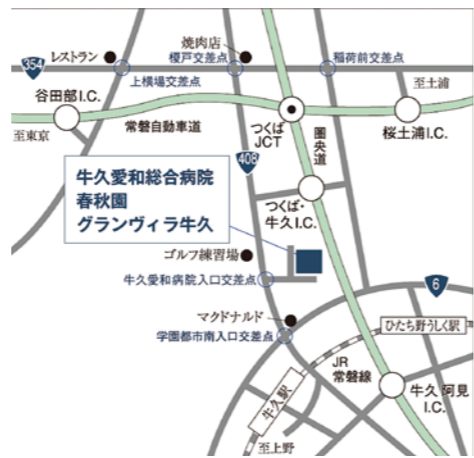 焼肉店
レストラン
榎戸交差点
稲荷前交差点
354
上横場交差点
至土浦
谷田部I.C.
至東京
常磐自動車道
つくば
JCT
圏央道
桜土浦I.C.
408
牛久愛和総合病院
春秋園
グランヴィラ牛久
つくば・
牛久I.C.
ゴルフ練習場
牛久愛和病院入口交差点
6
マクドナルド
学園都市南入口交差点
ひたち野うしく駅
JR
常磐線
牛久駅
牛久阿見
I.C.
至上野